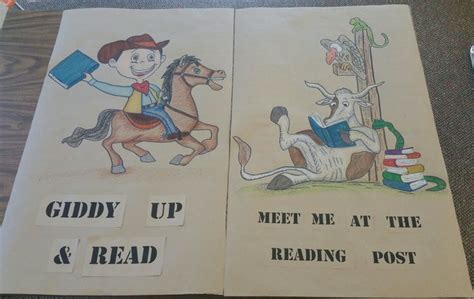 GIDDY UP
& READ
MEET ME AT THE
READING POST